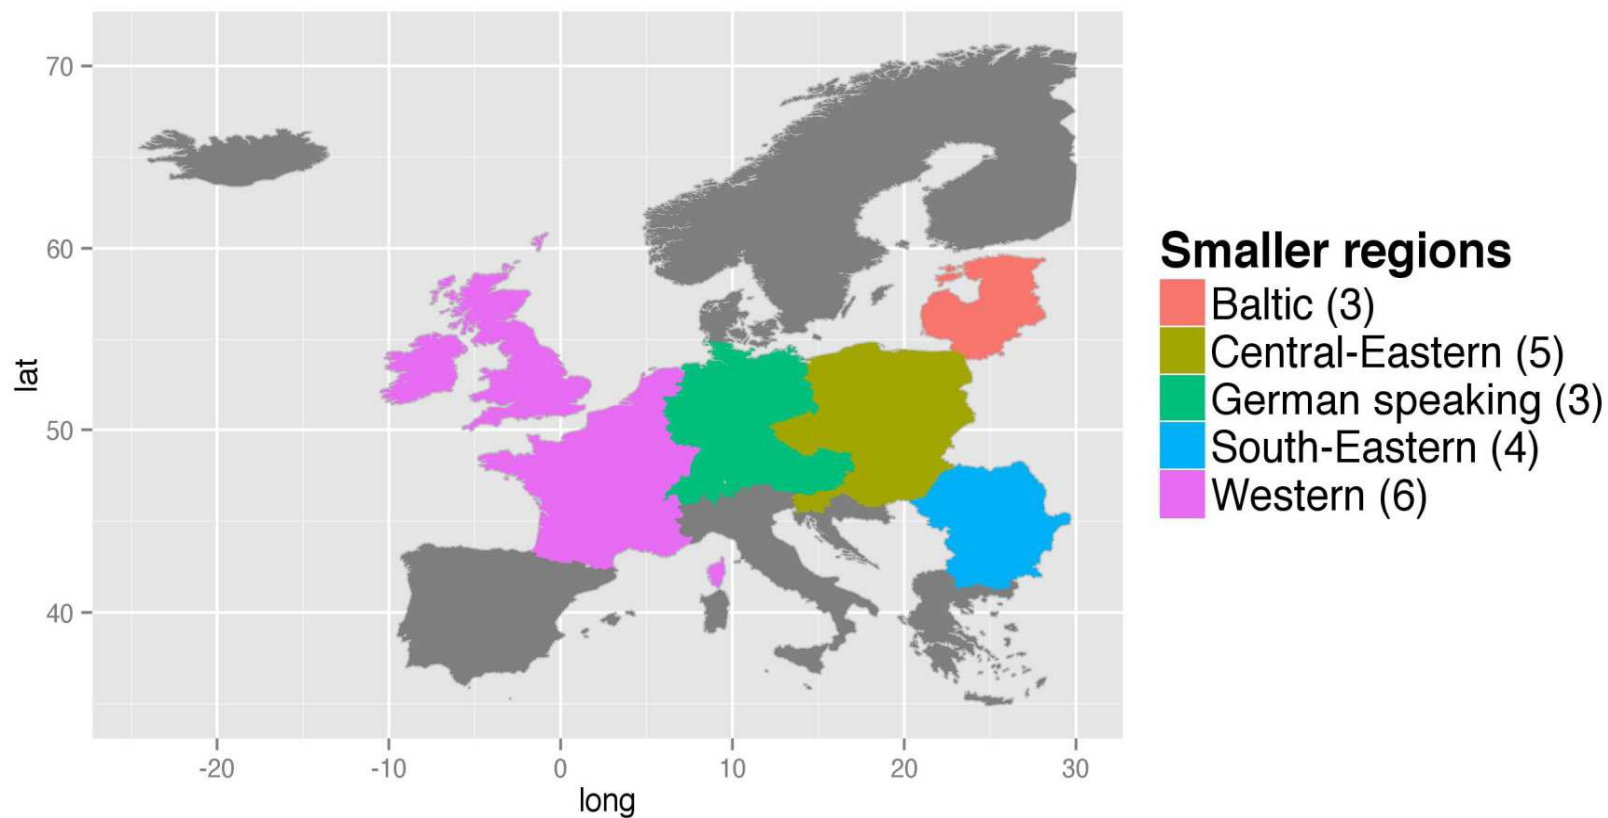 70
60
50
40
lat
-20
-10
0
10
20
30
long
Smaller regions
Baltic (3)
Central-Eastern (5)
German speaking (3)
South-Eastern (4)
Western (6)